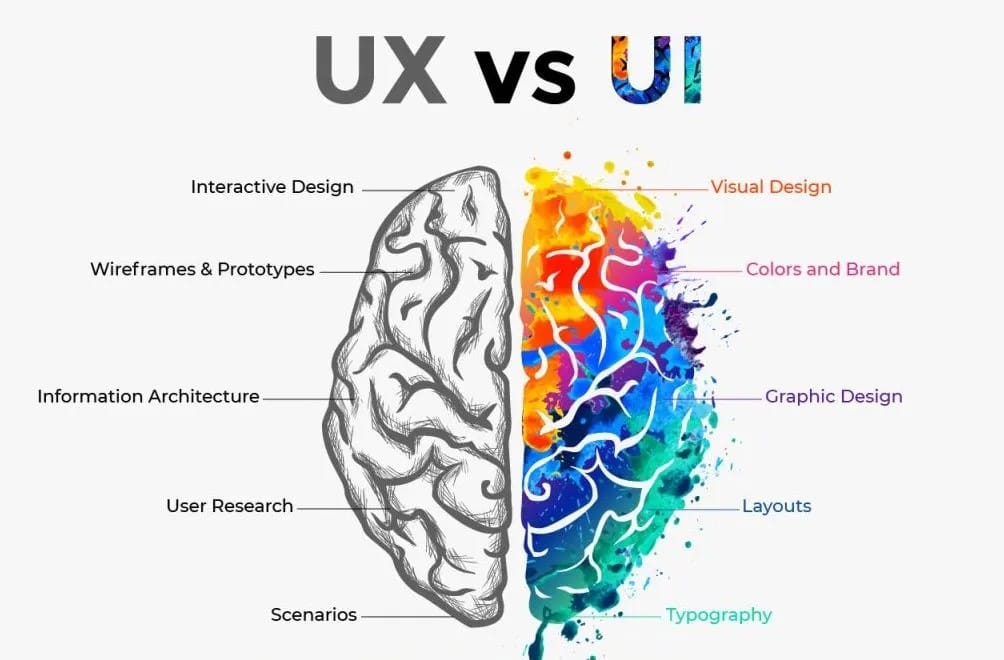 UX vs UI
Interactive Design
Visual Design
Wireframes & Prototypes
Colors and Brand
Information Architecture
Graphic Design
User Research
Layouts
Scenarios
Typography